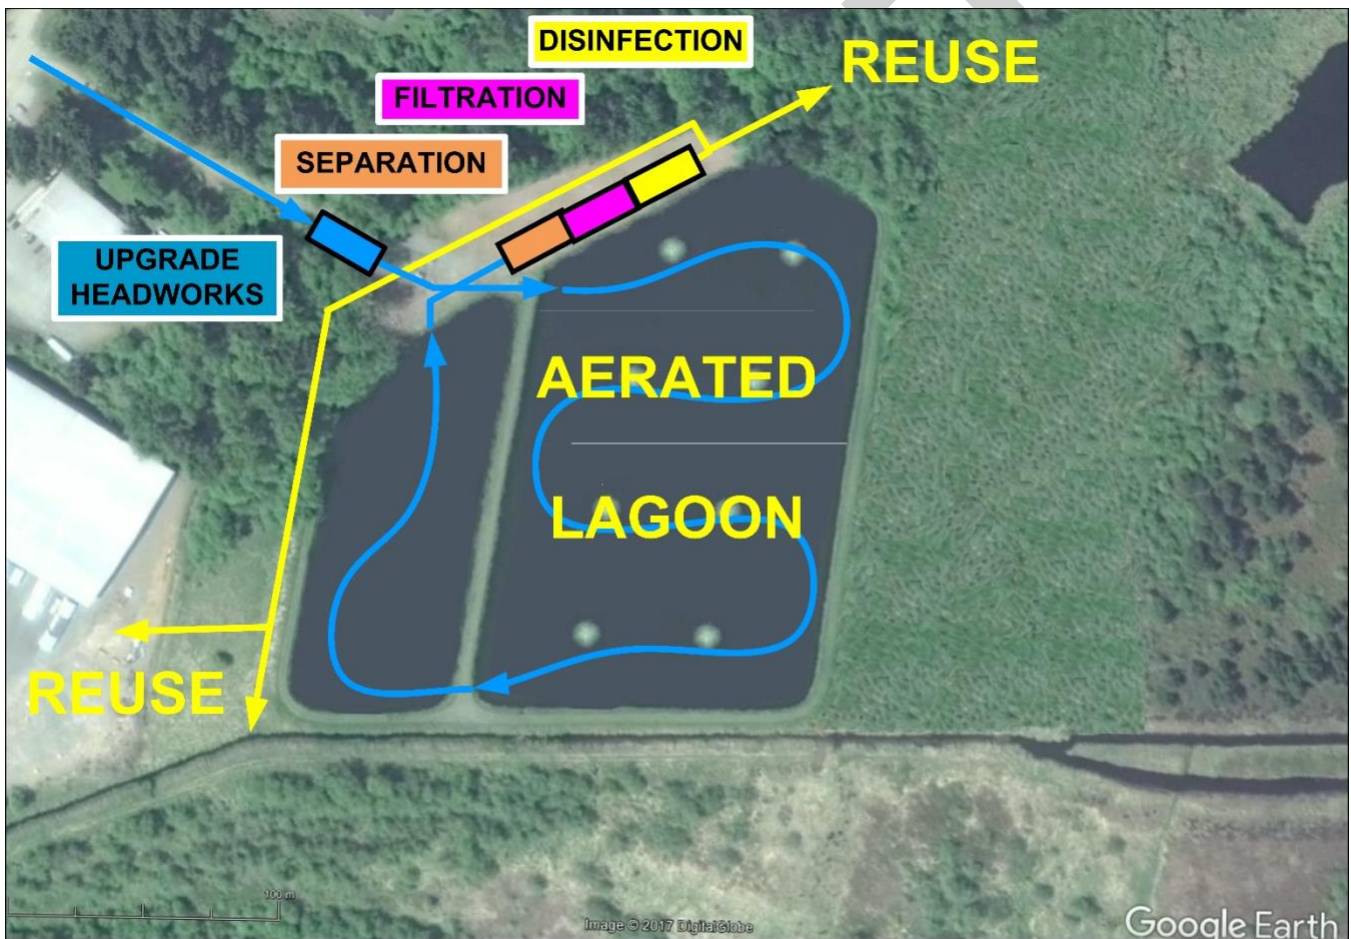 DISINFECTION
REUSE
FILTRATION
SEPARATION
UPGRADE
HEADWORKS
AERATED
LAGOON
REUSE
100 m
Image © 2017 DigitalGlobe
Google Earth